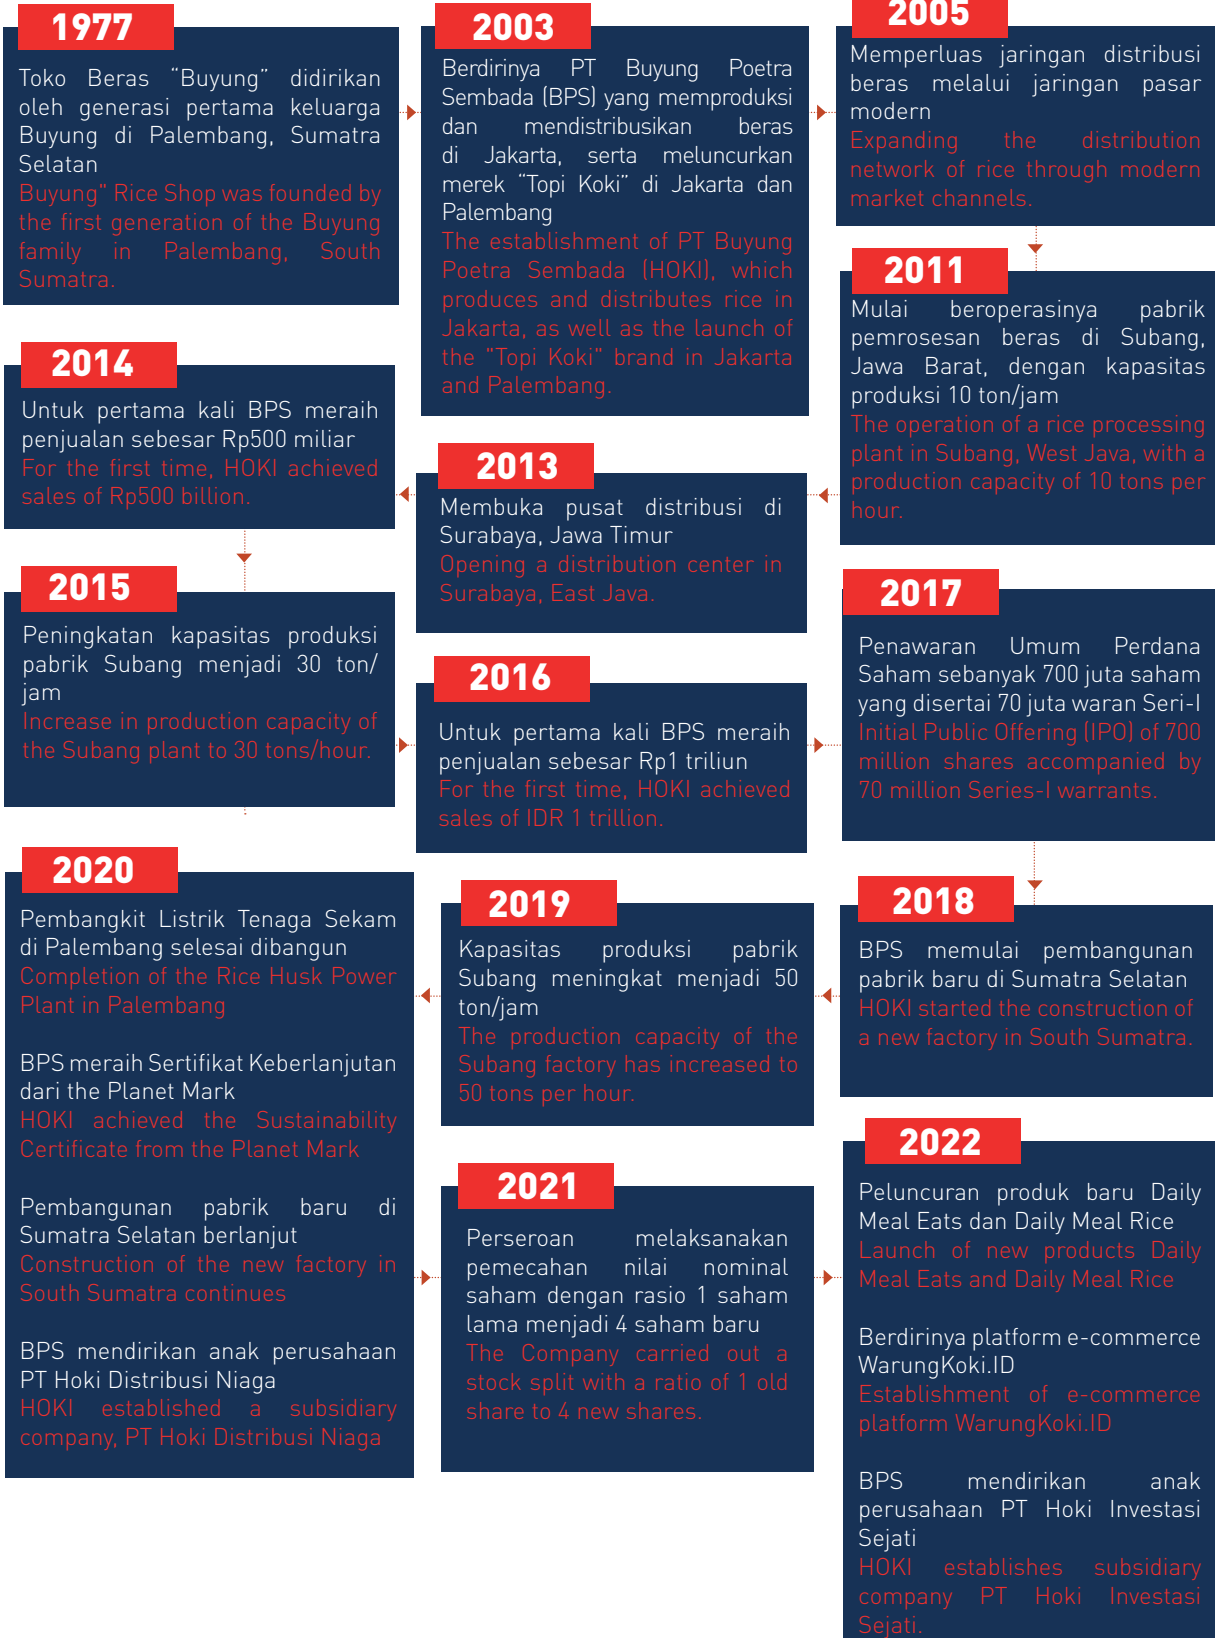 1977
Toko Beras “Buyung” didirikan
oleh generasi pertama keluarga
Buyung di Palembang, Sumatra
Selatan
Buyung" Rice Shop was founded by
the first generation of the Buyung
family in Palembang, South
Sumatra.
2003
Berdirinya PT Buyung Poetra
Sembada (BPS) yang memproduksi
dan mendistribusikan beras
di Jakarta, serta meluncurkan
merek “Topi Koki” di Jakarta dan
Palembang
The establishment of PT Buyung
Poetra Sembada (HOKI), which
produces and distributes rice in
Jakarta, as well as the launch of
the "Topi Koki" brand in Jakarta
and Palembang.
2005
Memperluas jaringan distribusi
beras melalui jaringan pasar
modern
Expanding the distribution
network of rice through modern
market channels.
2011
Mulai beroperasinya pabrik
pemrosesan beras di Subang,
Jawa Barat, dengan kapasitas
produksi 10 ton/jam
The operation of a rice processing
plant in Subang, West Java, with a
production capacity of 10 tons per
hour.
2013
Membuka pusat distribusi di
Surabaya, Jawa Timur
Opening a distribution center in
Surabaya, East Java.
2014
Untuk pertama kali BPS meraih
penjualan sebesar Rp500 miliar
For the first time, HOKI achieved
sales of Rp500 billion.
2015
Peningkatan kapasitas produksi
pabrik Subang menjadi 30 ton/
jam
Increase in production capacity of
the Subang plant to 30 tons/hour.
2016
Untuk pertama kali BPS meraih
penjualan sebesar Rp1 triliun
For the first time, HOKI achieved
sales of IDR 1 trillion.
2017
Penawaran Umum Perdana
Saham sebanyak 700 juta saham
yang disertai 70 juta waran Seri-I
Initial Public Offering (IPO) of 700
million shares accompanied by
70 million Series-I warrants.
2018
BPS memulai pembangunan
pabrik baru di Sumatra Selatan
HOKI started the construction of
a new factory in South Sumatra.
2019
Kapasitas produksi pabrik
Subang meningkat menjadi 50
ton/jam
The production capacity of the
Subang factory has increased to
50 tons per hour.
2020
Pembangkit Listrik Tenaga Sekam
di Palembang selesai dibangun
Completion of the Rice Husk Power
Plant in Palembang
BPS meraih Sertifikat Keberlanjutan
dari the Planet Mark
HOKI achieved the Sustainability
Certificate from the Planet Mark
Pembangunan pabrik baru di
Sumatra Selatan berlanjut
Construction of the new factory in
South Sumatra continues
BPS mendirikan anak perusahaan
PT Hoki Distribusi Niaga
HOKI established a subsidiary
company, PT Hoki Distribusi Niaga
2021
Perseroan melaksanakan
pemecahan nilai nominal
saham dengan rasio 1 saham
lama menjadi 4 saham baru
The Company carried out a
stock split with a ratio of 1 old
share to 4 new shares.
2022
Peluncuran produk baru Daily
Meal Eats dan Daily Meal Rice
Launch of new products Daily
Meal Eats and Daily Meal Rice
Berdirinya platform e-commerce
WarungKoki.ID
Establishment of e-commerce
platform WarungKoki.ID
BPS mendirikan anak
perusahaan PT Hoki Investasi
Sejati
HOKI establishes subsidiary
company PT Hoki Investasi
Sejati.